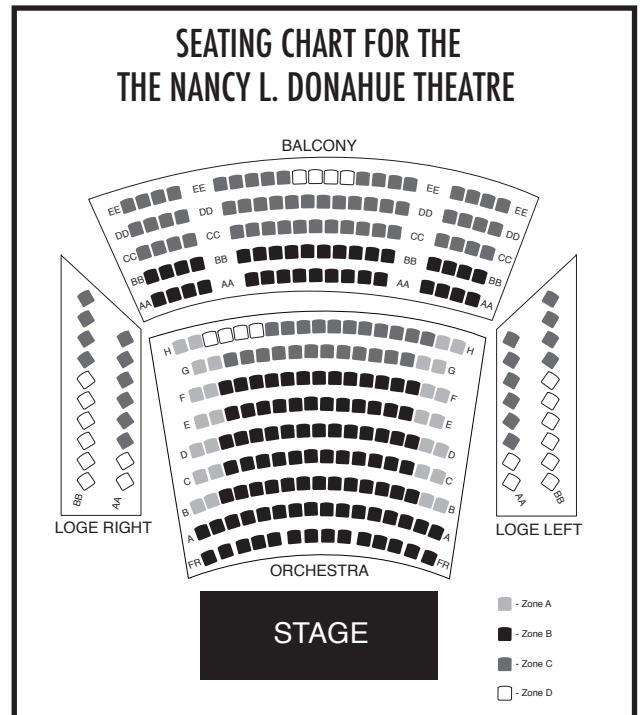 SEATING CHART FOR THE
THE NANCY L. DONAHUE THEATRE
BALCONY
EE EE EE EE
DD DD DD DD
CC CC CC CC
BB BB BB BB
AA AA AA AA
H H
G G
F F
E E
D D
C C
B B
A A
FR FR
BB AA
AA BB
LOGE RIGHT
LOGE LEFT
ORCHESTRA
STAGE
- Zone A
- Zone B
- Zone C
- Zone D